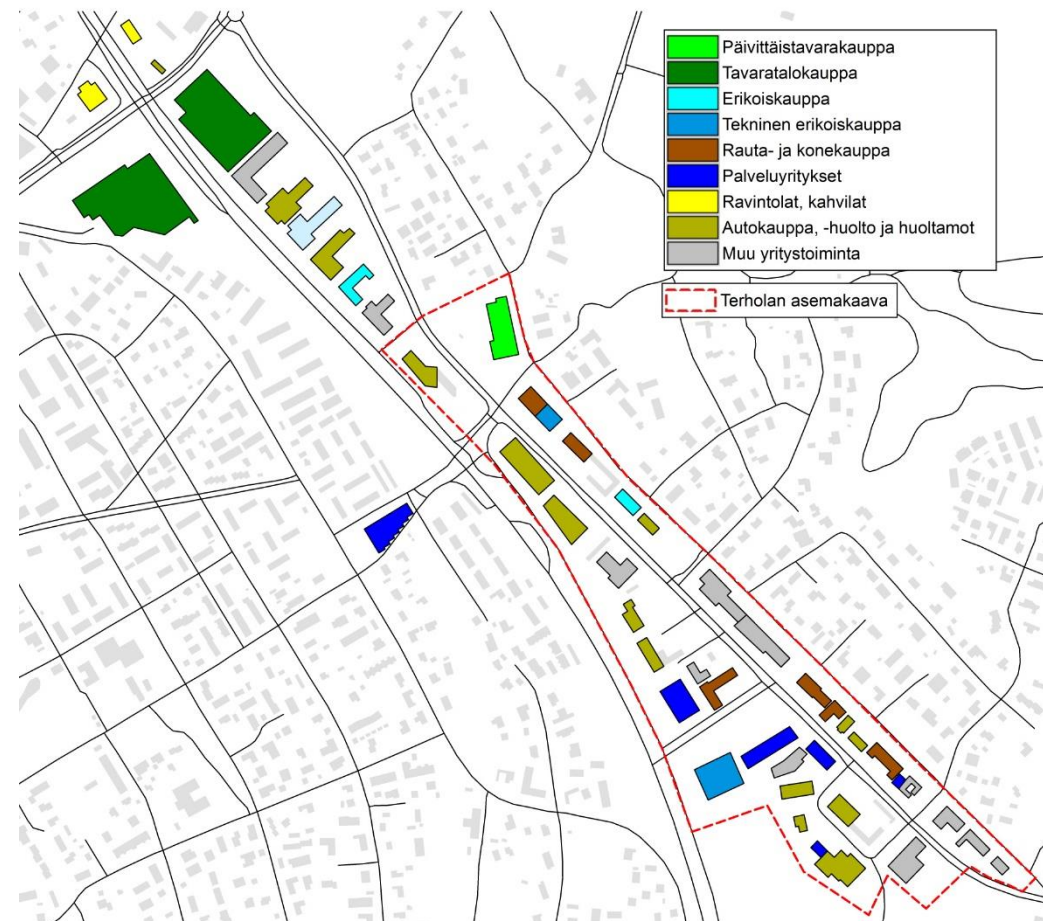 Päivittäistavarakauppa
Tavaratalokauppa
Erikoiskauppa
Tekninen erikoiskauppa
Rauta- ja konekauppa
Palveluyritykset
Ravintolat, kahvilat
Autokauppa, -huolto ja huoltamot
Muu yritystoiminta
Terholan asemakaava